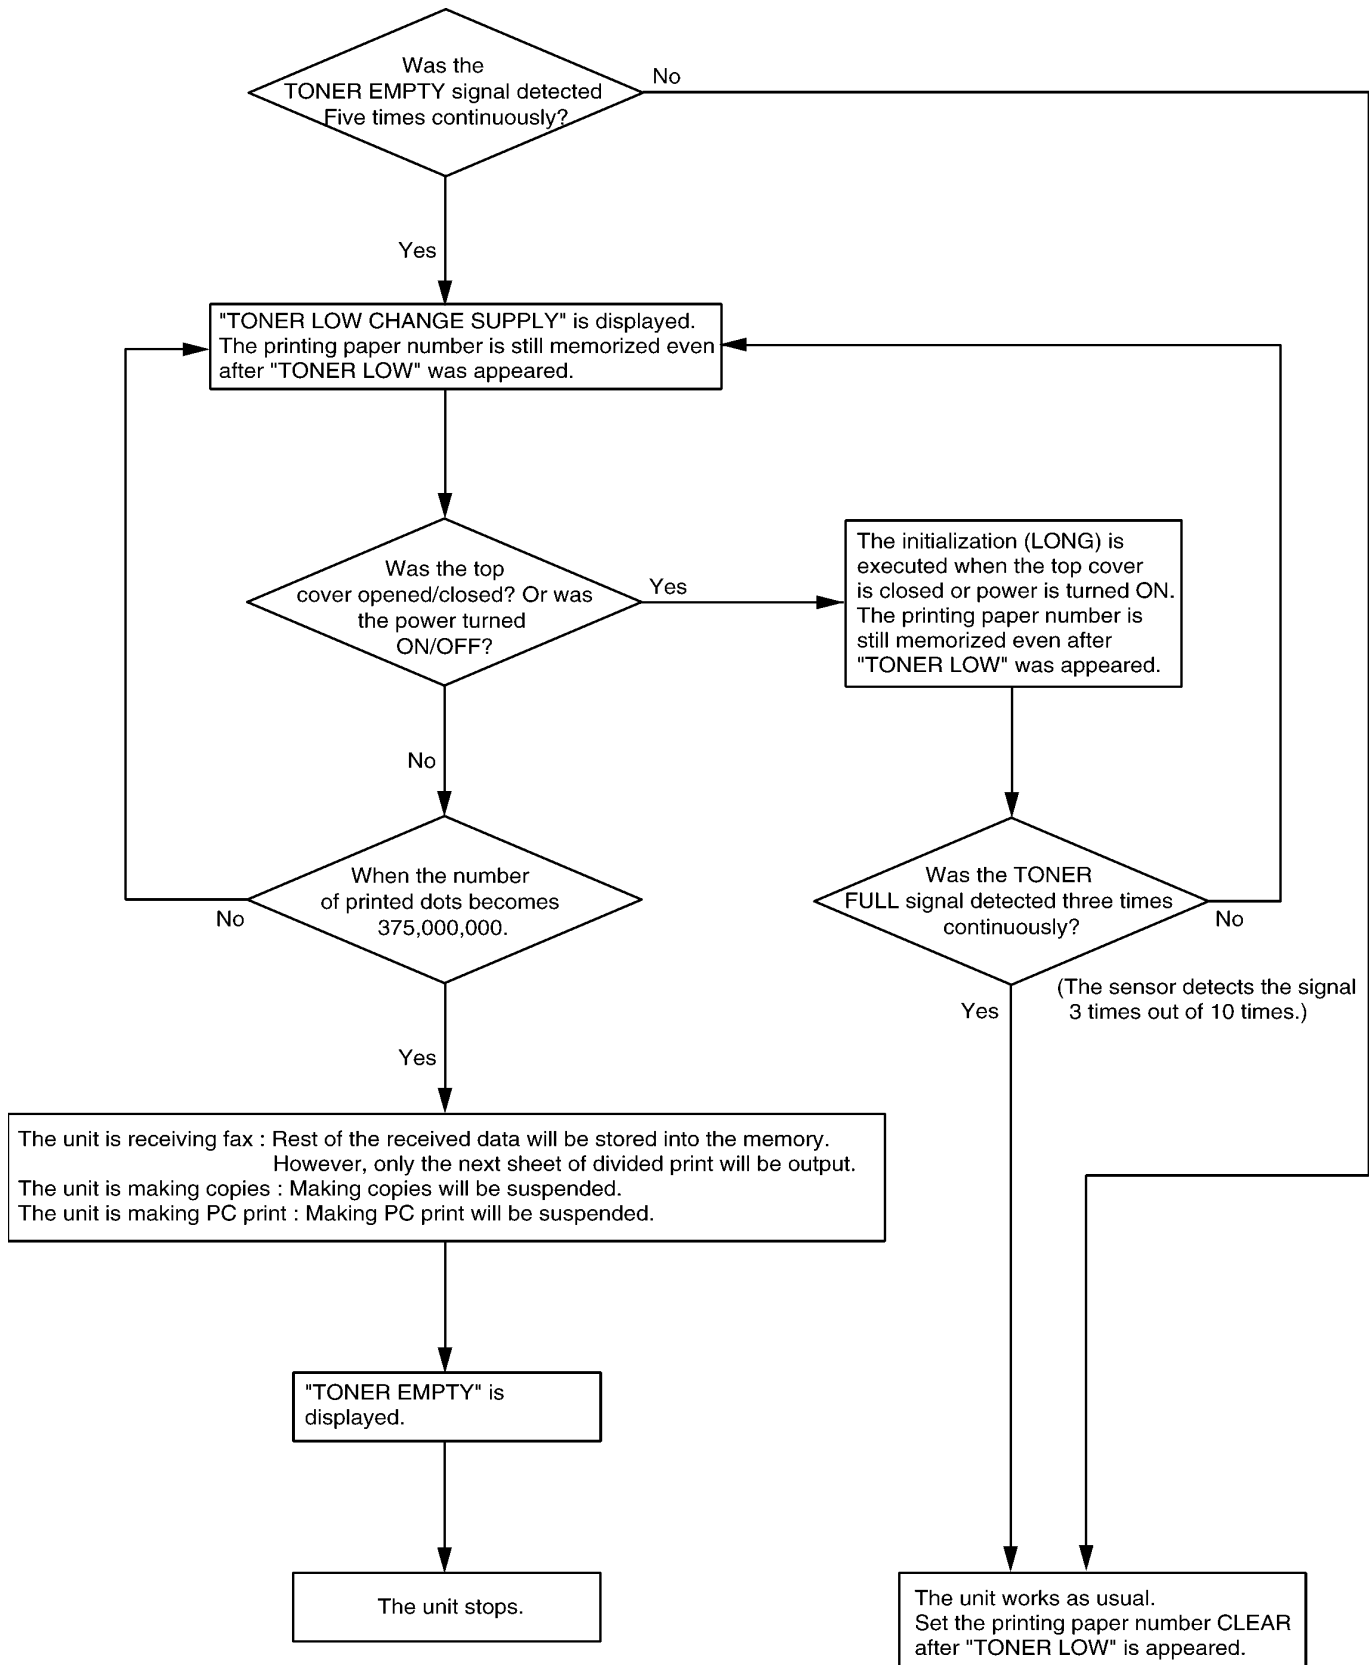 Was the
TONER EMPTY signal detected
Five times continuously?
No
Yes
"TONER LOW CHANGE SUPPLY" is displayed.
The printing paper number is still memorized even
after "TONER LOW" was appeared.
Was the top
cover opened/closed? Or was
the power turned
ON/OFF?
Yes
The initialization (LONG) is
executed when the top cover
is closed or power is turned ON.
The printing paper number is
still memorized even after
"TONER LOW" was appeared.
No
When the number
of printed dots becomes
375,000,000.
No
Was the TONER
FULL signal detected three times
continuously?
No
(The sensor detects the signal
3 times out of 10 times.)
Yes
Yes
The unit is receiving fax : Rest of the received data will be stored into the memory.
However, only the next sheet of divided print will be output.
The unit is making copies : Making copies will be suspended.
The unit is making PC print : Making PC print will be suspended.
"TONER EMPTY" is
displayed.
The unit stops.
The unit works as usual.
Set the printing paper number CLEAR
after "TONER LOW" is appeared.